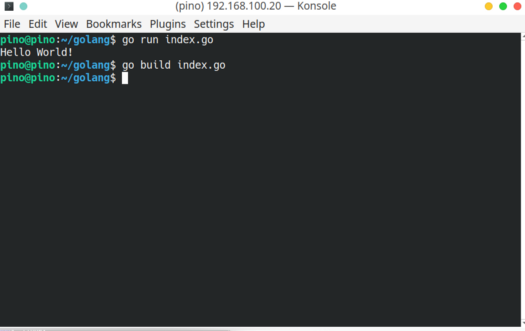 (pino) 192.168.100.20 — Konsole
File Edit View Bookmarks Plugins Settings Help
pino@pino:~/golang$ go run index.go
Hello World!
pino@pino:~/golang$ go build index.go
pino@pino:~/golang$